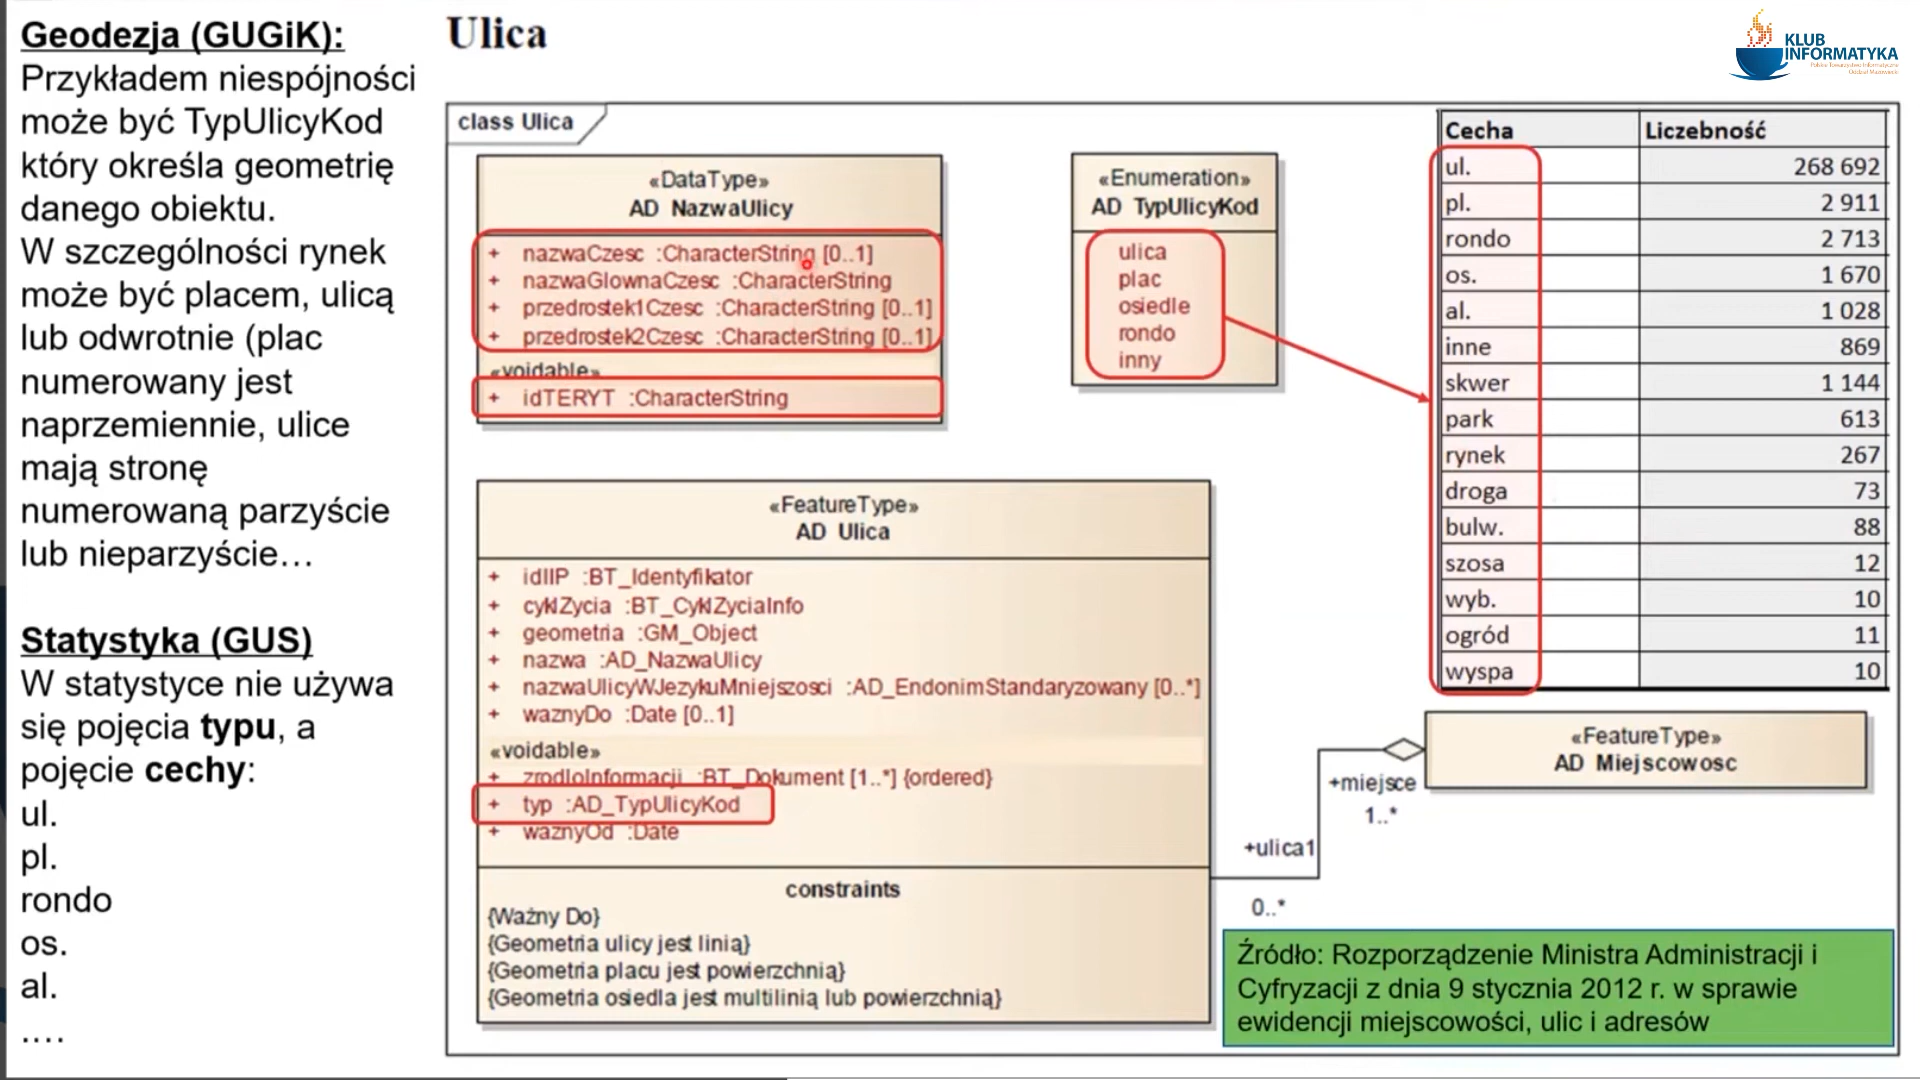 Geodezja (GUGiK):
Przykładem niespójności
może być TypUlicyKod
który określa geometrię
danego obiektu.
W szczególności rynek
może być placem, ulicą
lub odwrotnie (plac
numerowany jest
naprzemiennie, ulice
mają stronę
numerowaną parzyście
lub nieparzyście…
Statystyka (GUS)
W statystyce nie używa
się pojęcia typu, a
pojęcie cechy:
ul.
pl.
rondo
os.
al.
….
Ulica
KLUB
INFORMATYKA
Polskie Towarzystwo Informatyczne
Oddział Mazowiecki
class Ulica
«DataType»
AD_NazwaUlicy
+ nazwaCzesc :CharacterString [0..1]
+ nazwaGlownaCzesc :CharacterString
+ przedrostek1Czesc :CharacterString [0..1]
+ przedrostek2Czesc :CharacterString [0..1]
«voidable»
+ idTERYT :CharacterString
«Enumeration»
AD_TypUlicyKod
ulica
plac
osiedle
rondo
inny
Cecha Liczebność
ul. 268 692
pl. 2 911
rondo 2 713
os. 1 670
al. 1 028
inne 869
skwer 1 144
park 613
rynek 267
droga 73
bulw. 88
szosa 12
wyb. 10
ogród 11
wyspa 10
«FeatureType»
AD_Ulica
+ idIIP :BT_Identyfikator
+ cyklZycia :BT_CyklZyciaInfo
+ geometria :GM_Object
+ nazwa :AD_NazwaUlicy
+ nazwaUlicyWJezykuMniejszosci :AD_EndonimStandaryzowany [0..*]
+ waznyDo :Date [0..1]
«voidable»
+ zrodloInformacji :BT_Dokument [1..*] {ordered}
+ typ :AD_TypUlicyKod
+ waznyOd :Date
constraints
{Ważny Do}
{Geometria ulicy jest linią}
{Geometria placu jest powierzchnią}
{Geometria osiedla jest multilinią lub powierzchnią}
«FeatureType»
AD_Miejscowosc
+miejsce
1..*
+ulica1
0..*
Źródło: Rozporządzenie Ministra Administracji i
Cyfryzacji z dnia 9 stycznia 2012 r. w sprawie
ewidencji miejscowości, ulic i adresów